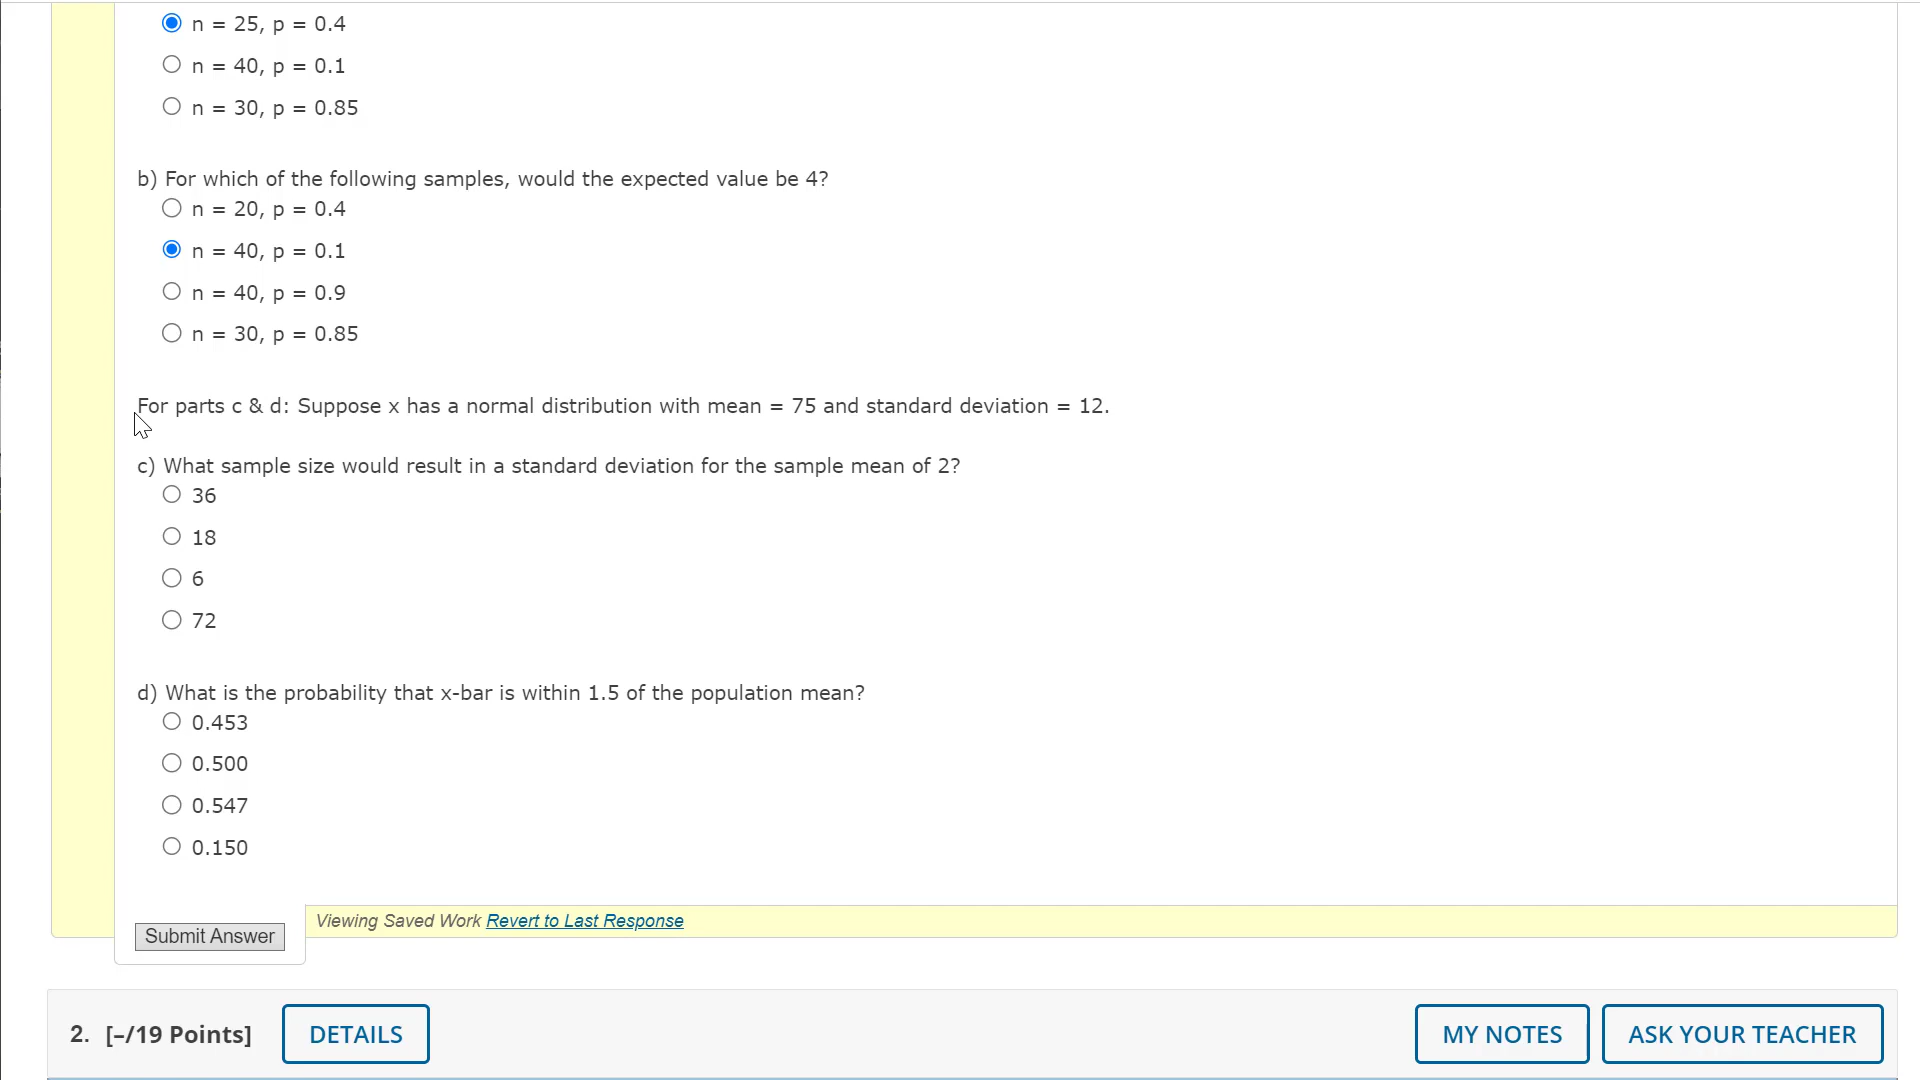 n = 25, p = 0.4
n = 40, p = 0.1
n = 30, p = 0.85
b) For which of the following samples, would the expected value be 4?
n = 20, p = 0.4
n = 40, p = 0.1
n = 40, p = 0.9
n = 30, p = 0.85
For parts c & d: Suppose x has a normal distribution with mean = 75 and standard deviation = 12.
c) What sample size would result in a standard deviation for the sample mean of 2?
36
18
6
72
d) What is the probability that x-bar is within 1.5 of the population mean?
0.453
0.500
0.547
0.150
Viewing Saved Work Revert to Last Response
Submit Answer
2. [–/19 Points] DETAILS MY NOTES ASK YOUR TEACHER